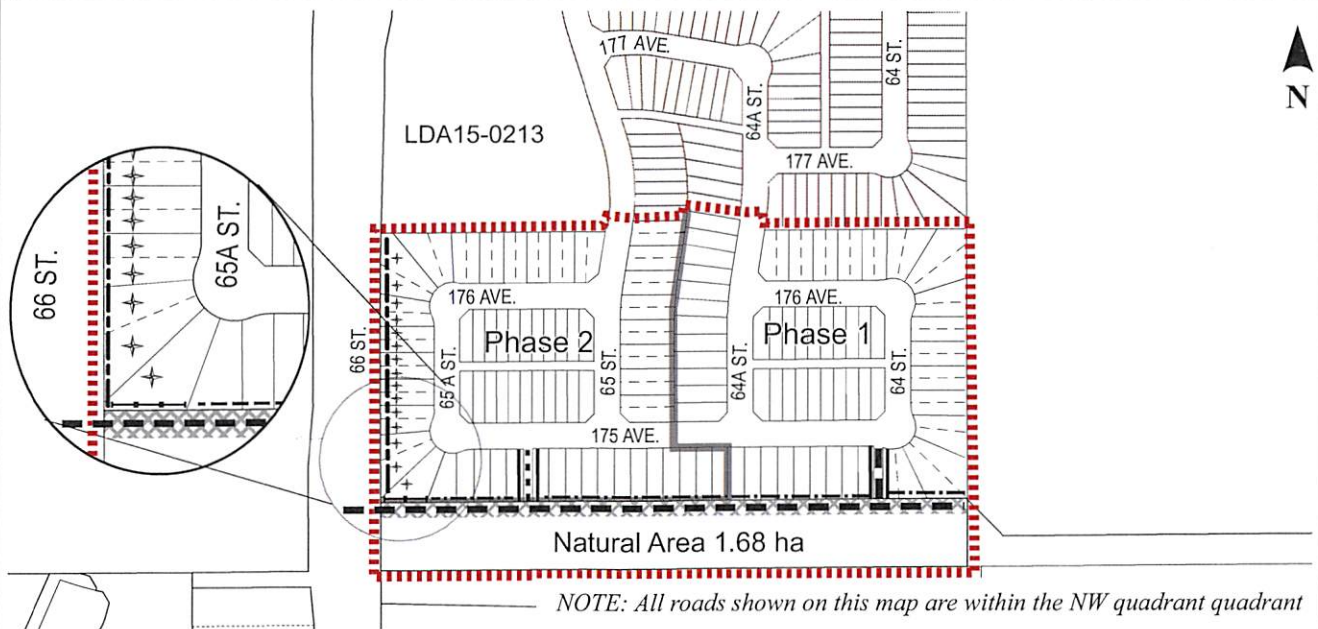 177 AVE.
64 ST.
N
64A ST.
LDA15-0213
177 AVE.
66 ST.
65A ST.
176 AVE.
176 AVE.
Phase 2
Phase 1
66 ST.
65 A ST.
65 ST.
64A ST.
64 ST.
175 AVE.
Natural Area 1.68 ha
NOTE: All roads shown on this map are within the NW quadrant quadrant